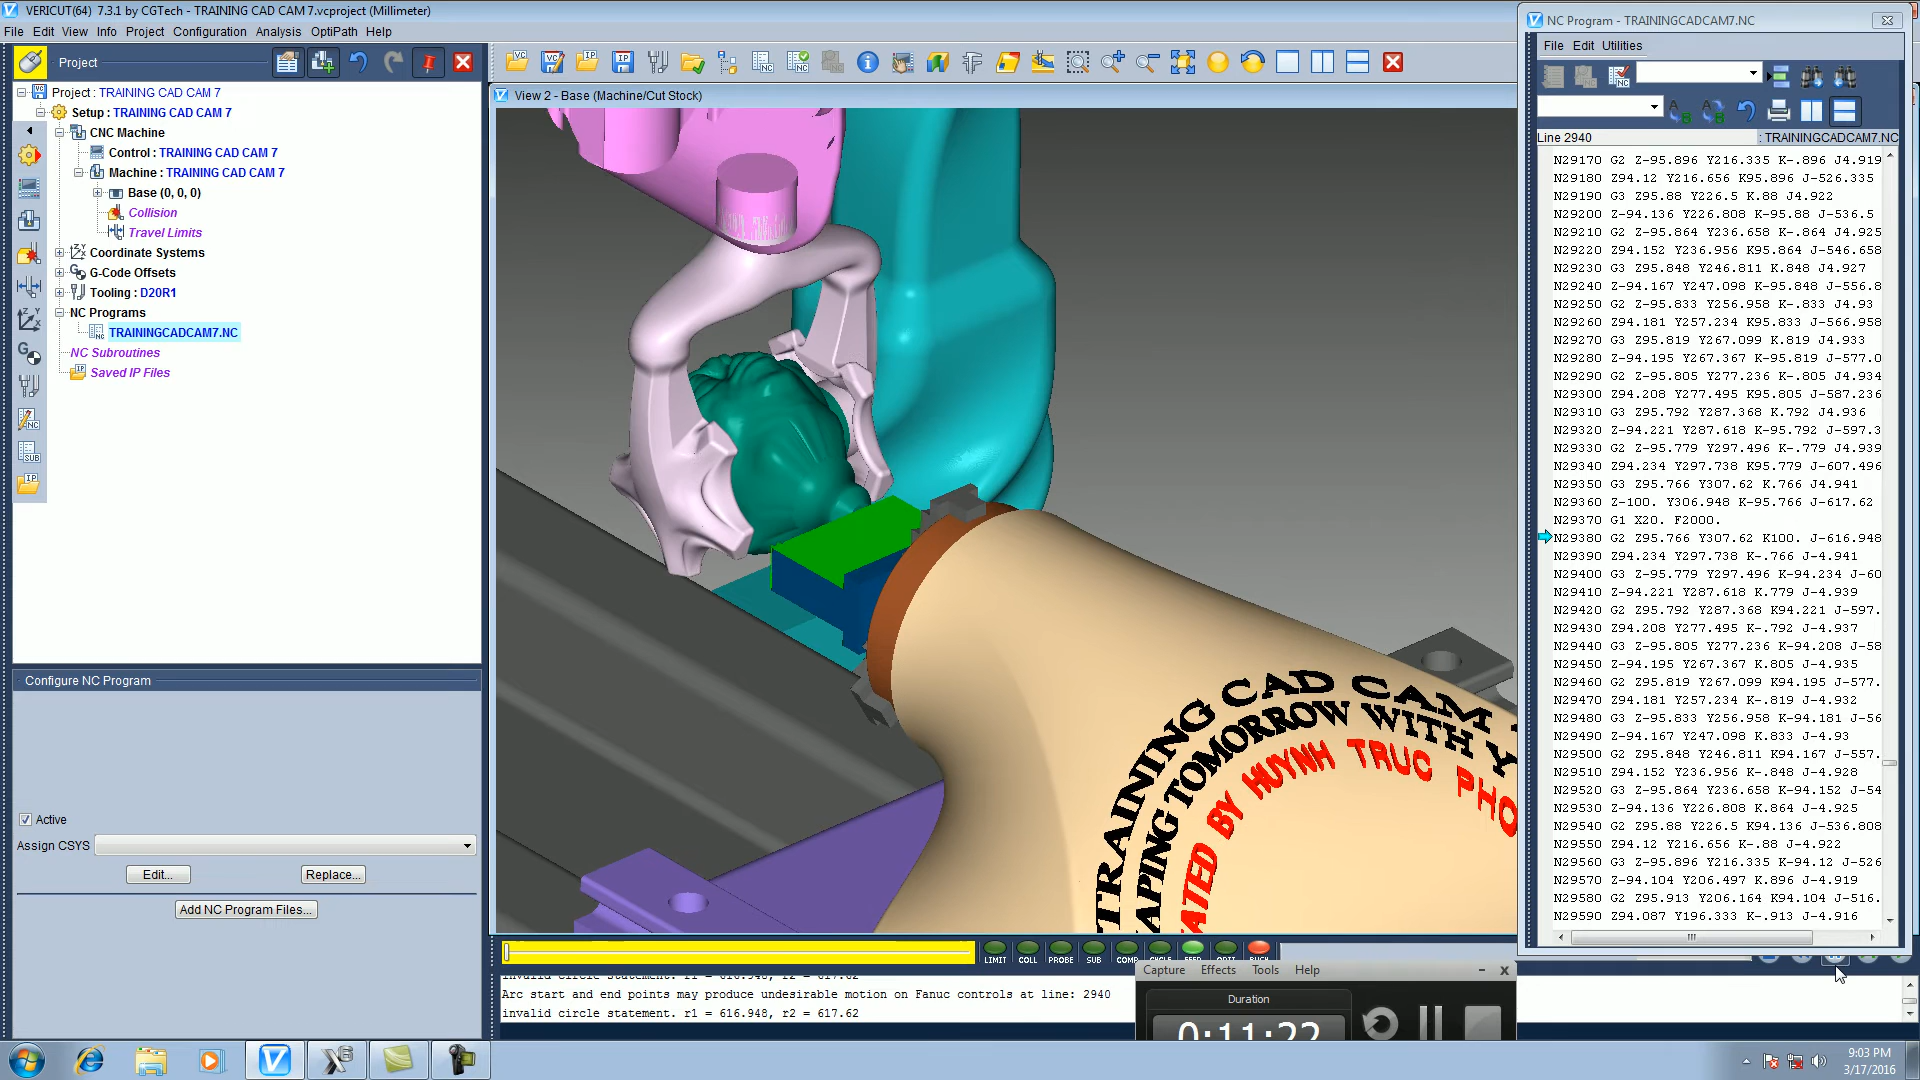 VERICUT(64)  7.3.1 by CGTech - TRAINING CAD CAM 7.vcproject (Millimeter)
File Edit View Info Project Configuration Analysis OptiPath Help
Project
Project : TRAINING CAD CAM 7
Setup : TRAINING CAD CAM 7
CNC Machine
Control : TRAINING CAD CAM 7
Machine : TRAINING CAD CAM 7
Base (0, 0, 0)
Collision
Travel Limits
Coordinate Systems
G-Code Offsets
Tooling : D20R1
NC Programs
TRAININGCADCAM7.NC
NC Subroutines
Saved IP Files
Configure NC Program
Active
Assign CSYS
Edit...
Replace...
Add NC Program Files...
View 2 - Base (Machine/Cut Stock)
TRAINING CAD CAM
APING TOMORROW WITH Y
ATED BY HUYNH TRUC PHO
LIMIT COLL PROBE SUB COMP
Arc start and end points may produce undesirable motion on Fanuc controls at line: 2940
invalid circle statement. r1 = 616.948, r2 = 617.62
Capture Effects Tools Help
Duration
0:11:22
NC Program - TRAININGCADCAM7.NC
File Edit Utilities
Line 2940 : TRAININGCADCAM7.NC
N29170 G2 Z-95.896 Y216.335 K-.896 J4.919
N29180 Z94.12 Y216.656 K95.896 J-526.335
N29190 G3 Z95.88 Y226.5 K.88 J4.922
N29200 Z-94.136 Y226.808 K-95.88 J-536.5
N29210 G2 Z-95.864 Y236.658 K-.864 J4.925
N29220 Z94.152 Y236.956 K95.864 J-546.658
N29230 G3 Z95.848 Y246.811 K.848 J4.927
N29240 Z-94.167 Y247.098 K-95.848 J-556.8
N29250 G2 Z-95.833 Y256.958 K-.833 J4.93
N29260 Z94.181 Y257.234 K95.833 J-566.958
N29270 G3 Z95.819 Y267.099 K.819 J4.933
N29280 Z-94.195 Y267.367 K-95.819 J-577.0
N29290 G2 Z-95.805 Y277.236 K-.805 J4.934
N29300 Z94.208 Y277.495 K95.805 J-587.236
N29310 G3 Z95.792 Y287.368 K.792 J4.936
N29320 Z-94.221 Y287.618 K-95.792 J-597.3
N29330 G2 Z-95.779 Y297.496 K-.779 J4.939
N29340 Z94.234 Y297.738 K95.779 J-607.496
N29350 G3 Z95.766 Y307.62 K.766 J4.941
N29360 Z-100. Y306.948 K-95.766 J-617.62
N29370 G1 X20. F2000.
N29380 G2 Z95.766 Y307.62 K100. J-616.948
N29390 Z94.234 Y297.738 K-.766 J-4.941
N29400 G3 Z-95.779 Y297.496 K-94.234 J-60
N29410 Z-94.221 Y287.618 K.779 J-4.939
N29420 G2 Z95.792 Y287.368 K94.221 J-597.
N29430 Z94.208 Y277.495 K-.792 J-4.937
N29440 G3 Z-95.805 Y277.236 K-94.208 J-58
N29450 Z-94.195 Y267.367 K.805 J-4.935
N29460 G2 Z95.819 Y267.099 K94.195 J-577.
N29470 Z94.181 Y257.234 K-.819 J-4.932
N29480 G3 Z-95.833 Y256.958 K-94.181 J-56
N29490 Z-94.167 Y247.098 K.833 J-4.93
N29500 G2 Z95.848 Y246.811 K94.167 J-557.
N29510 Z94.152 Y236.956 K-.848 J-4.928
N29520 G3 Z-95.864 Y236.658 K-94.152 J-54
N29530 Z-94.136 Y226.808 K.864 J-4.925
N29540 G2 Z95.88 Y226.5 K94.136 J-536.808
N29550 Z94.12 Y216.656 K-.88 J-4.922
N29560 G3 Z-95.896 Y216.335 K-94.12 J-526
N29570 Z-94.104 Y206.497 K.896 J-4.919
N29580 G2 Z95.913 Y206.164 K94.104 J-516.
N29590 Z94.087 Y196.333 K-.913 J-4.916
9:03 PM
3/17/2016